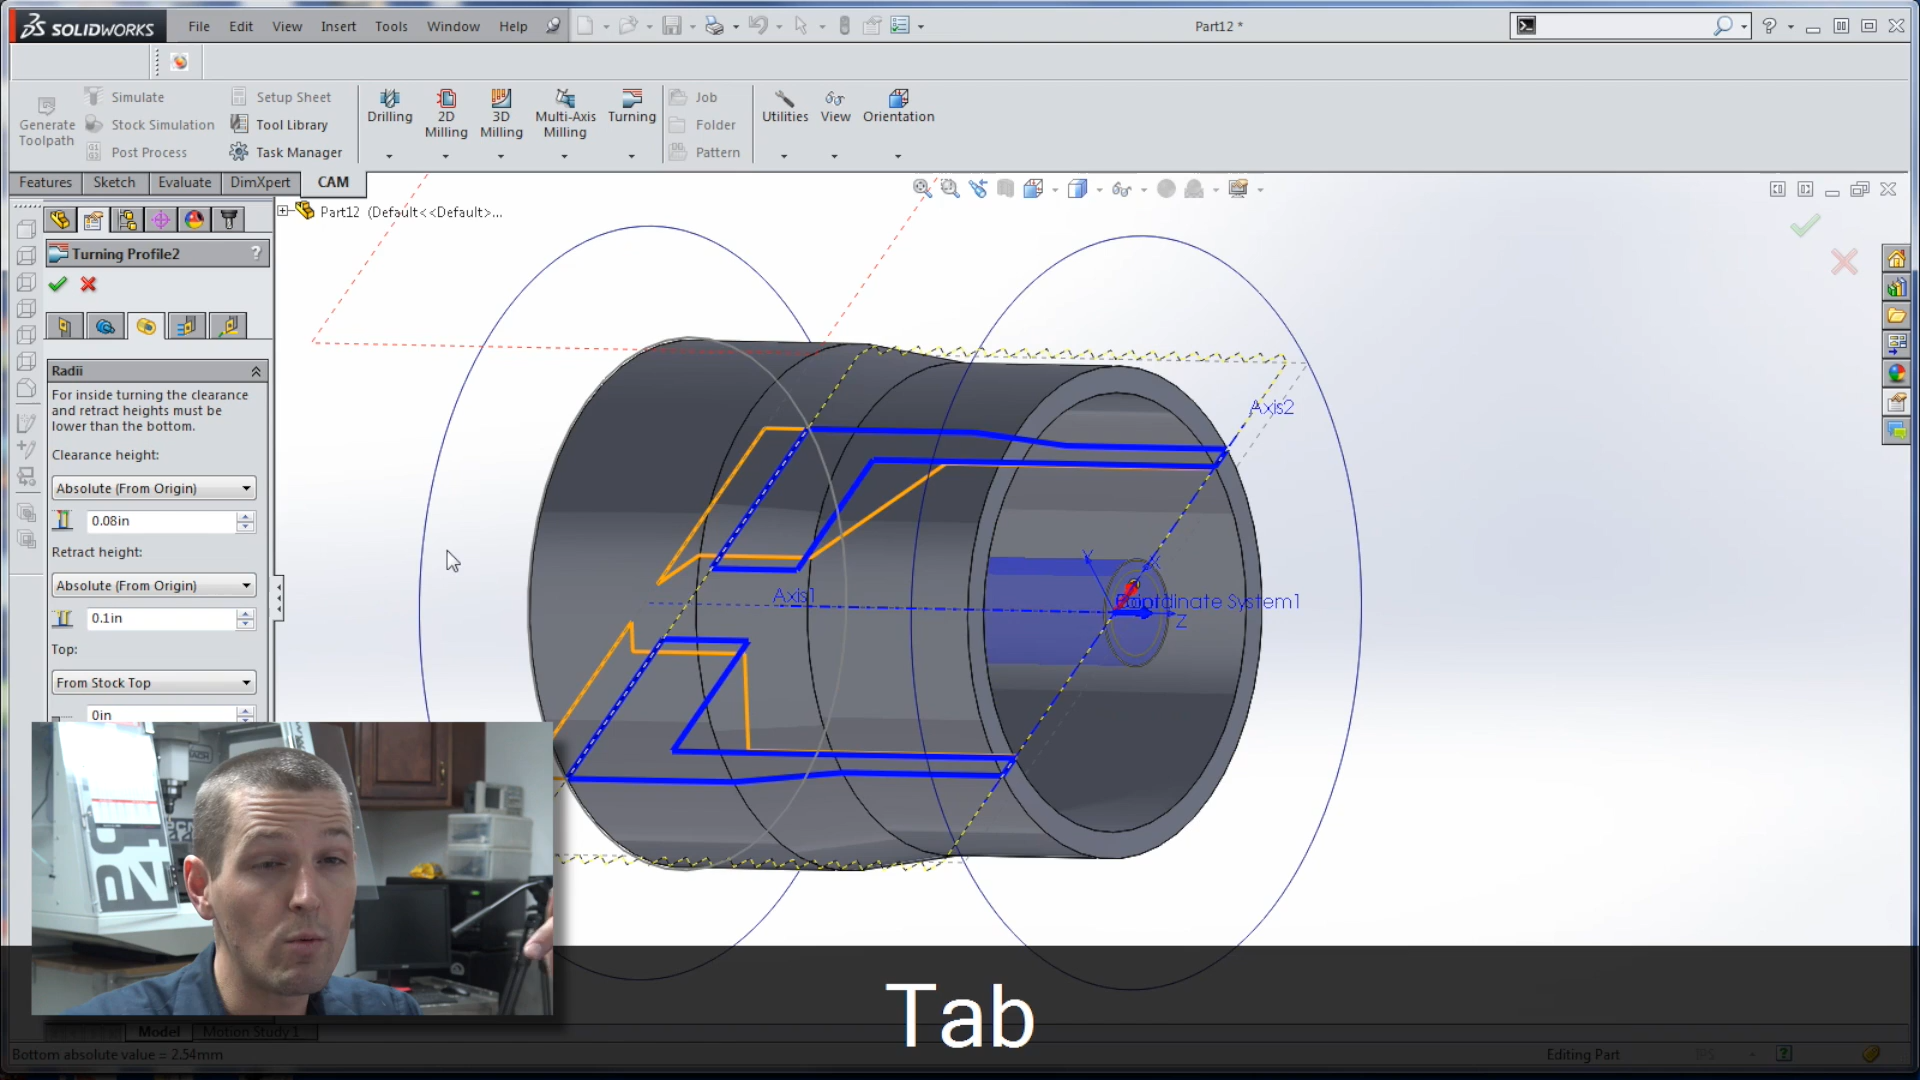 SOLIDWORKS
File Edit View Insert Tools Window Help
Part12 *
Generate Toolpath
Simulate
Stock Simulation
Post Process
Setup Sheet
Tool Library
Task Manager
Drilling
2D Milling
3D Milling
Multi-Axis Milling
Turning
Job
Folder
Pattern
Utilities
View
Orientation
Features Sketch Evaluate DimXpert CAM
Part12 (Default<<Default>...
Turning Profile2
?
Radii
For inside turning the clearance
and retract heights must be
lower than the bottom.
Clearance height:
Absolute (From Origin)
0.08in
Retract height:
Absolute (From Origin)
0.1in
Top:
From Stock Top
0in
Axis2
Axis1
Coordinate System1
Y
X
Z
Tab
Model Motion Study 1
Bottom absolute value = 2.54mm
Editing Part
IPS